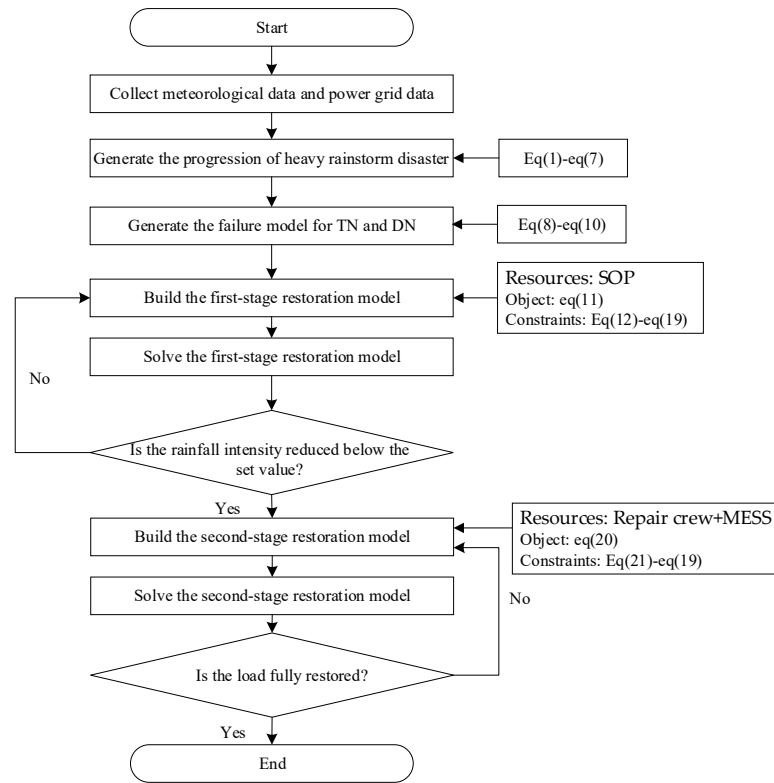 Start
Collect meteorological data and power grid data
Generate the progression of heavy rainstorm disaster
Eq(1)-eq(7)
Generate the failure model for TN and DN
Eq(8)-eq(10)
Build the first-stage restoration model
Resources: SOP
Object: eq(11)
Constraints: Eq(12)-eq(19)
Solve the first-stage restoration model
No
Is the rainfall intensity reduced below the
set value?
Yes
Build the second-stage restoration model
Resources: Repair crew+MESS
Object: eq(20)
Constraints: Eq(21)-eq(19)
Solve the second-stage restoration model
No
Is the load fully restored?
Yes
End